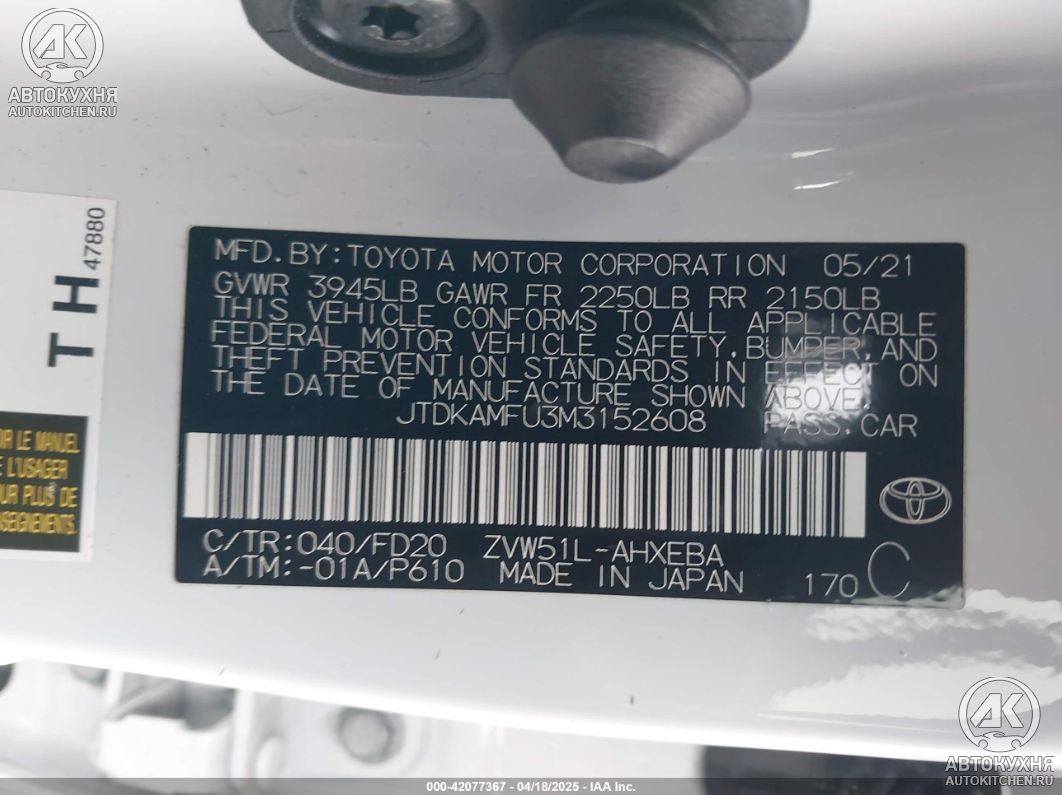 AK
АВТОКУХНЯ
AUTOKITCHEN.RU
TH
47880
MFD.BY:TOYOTA MOTOR CORPORATION 05/21
GVWR 3945LB GAWR FR 2250LB RR 2150LB
THIS VEHICLE CONFORMS TO ALL APPLICABLE
FEDERAL MOTOR VEHICLE SAFETY,BUMPER,AND
THEFT PREVENTION STANDARDS IN EFFECT ON
THE DATE OF MANUFACTURE SHOWN ABOVE.
JTDKAMFU3M3152608 PASS.CAR
LE MANUEL
L'USAGER
PLUS DE
C/TR:040/FD20 ZVW51L-AHXEBA
A/TM:-01A/P610 MADE IN JAPAN 170 C
AK
АВТОКУХНЯ
AUTOKITCHEN.RU
000-42077367 - 04/18/2025 - IAA Inc.